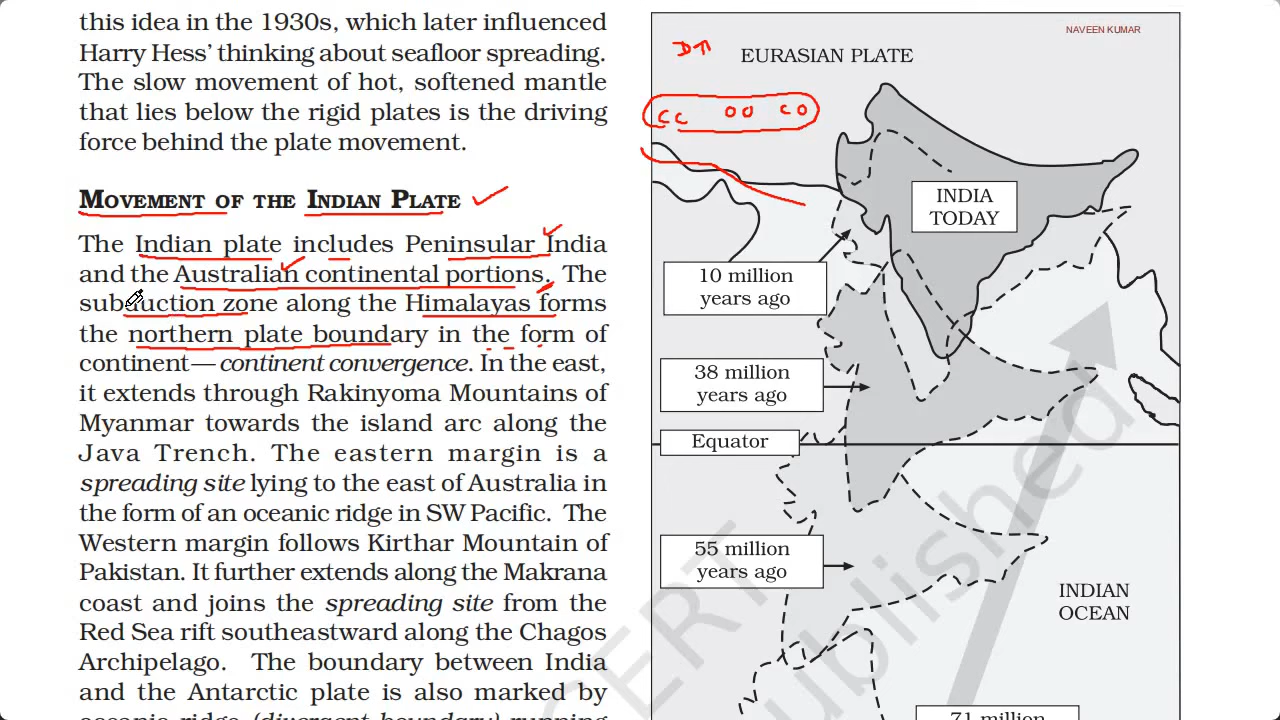 this idea in the 1930s, which later influenced
Harry Hess' thinking about seafloor spreading.
The slow movement of hot, softened mantle
that lies below the rigid plates is the driving
force behind the plate movement.
MOVEMENT OF THE INDIAN PLATE
The Indian plate includes Peninsular India
and the Australian continental portions. The
subduction zone along the Himalayas forms
the northern plate boundary in the form of
continent— continent convergence. In the east,
it extends through Rakinyoma Mountains of
Myanmar towards the island arc along the
Java Trench. The eastern margin is a
spreading site lying to the east of Australia in
the form of an oceanic ridge in SW Pacific. The
Western margin follows Kirthar Mountain of
Pakistan. It further extends along the Makrana
coast and joins the spreading site from the
Red Sea rift southeastward along the Chagos
Archipelago. The boundary between India
and the Antarctic plate is also marked by
oceanic ridge (divergent boundary) running
NAVEEN KUMAR
EURASIAN PLATE
CC OO CO
INDIA
TODAY
10 million
years ago
38 million
years ago
Equator
55 million
years ago
INDIAN
OCEAN
71 million
published